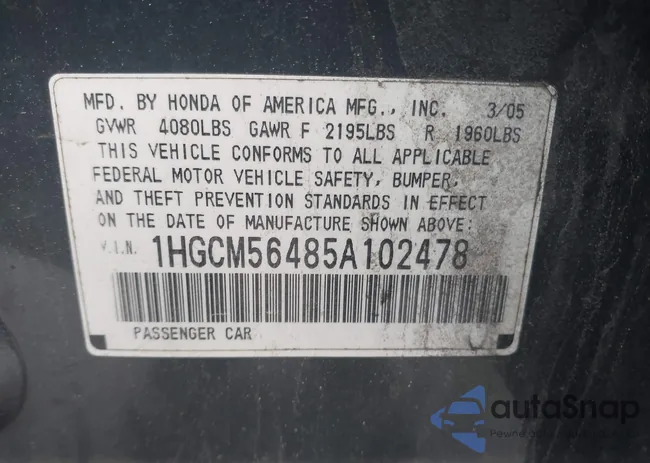 MFD. BY HONDA OF AMERICA MFG., INC. 3/05
GVWR 4080LBS GAWR F 2195LBS R 1960LBS
THIS VEHICLE CONFORMS TO ALL APPLICABLE
FEDERAL MOTOR VEHICLE SAFETY, BUMPER,
AND THEFT PREVENTION STANDARDS IN EFFECT
ON THE DATE OF MANUFACTURE SHOWN ABOVE:
V.I.N. 1HGCM56485A102478
PASSENGER CAR
autaSnap